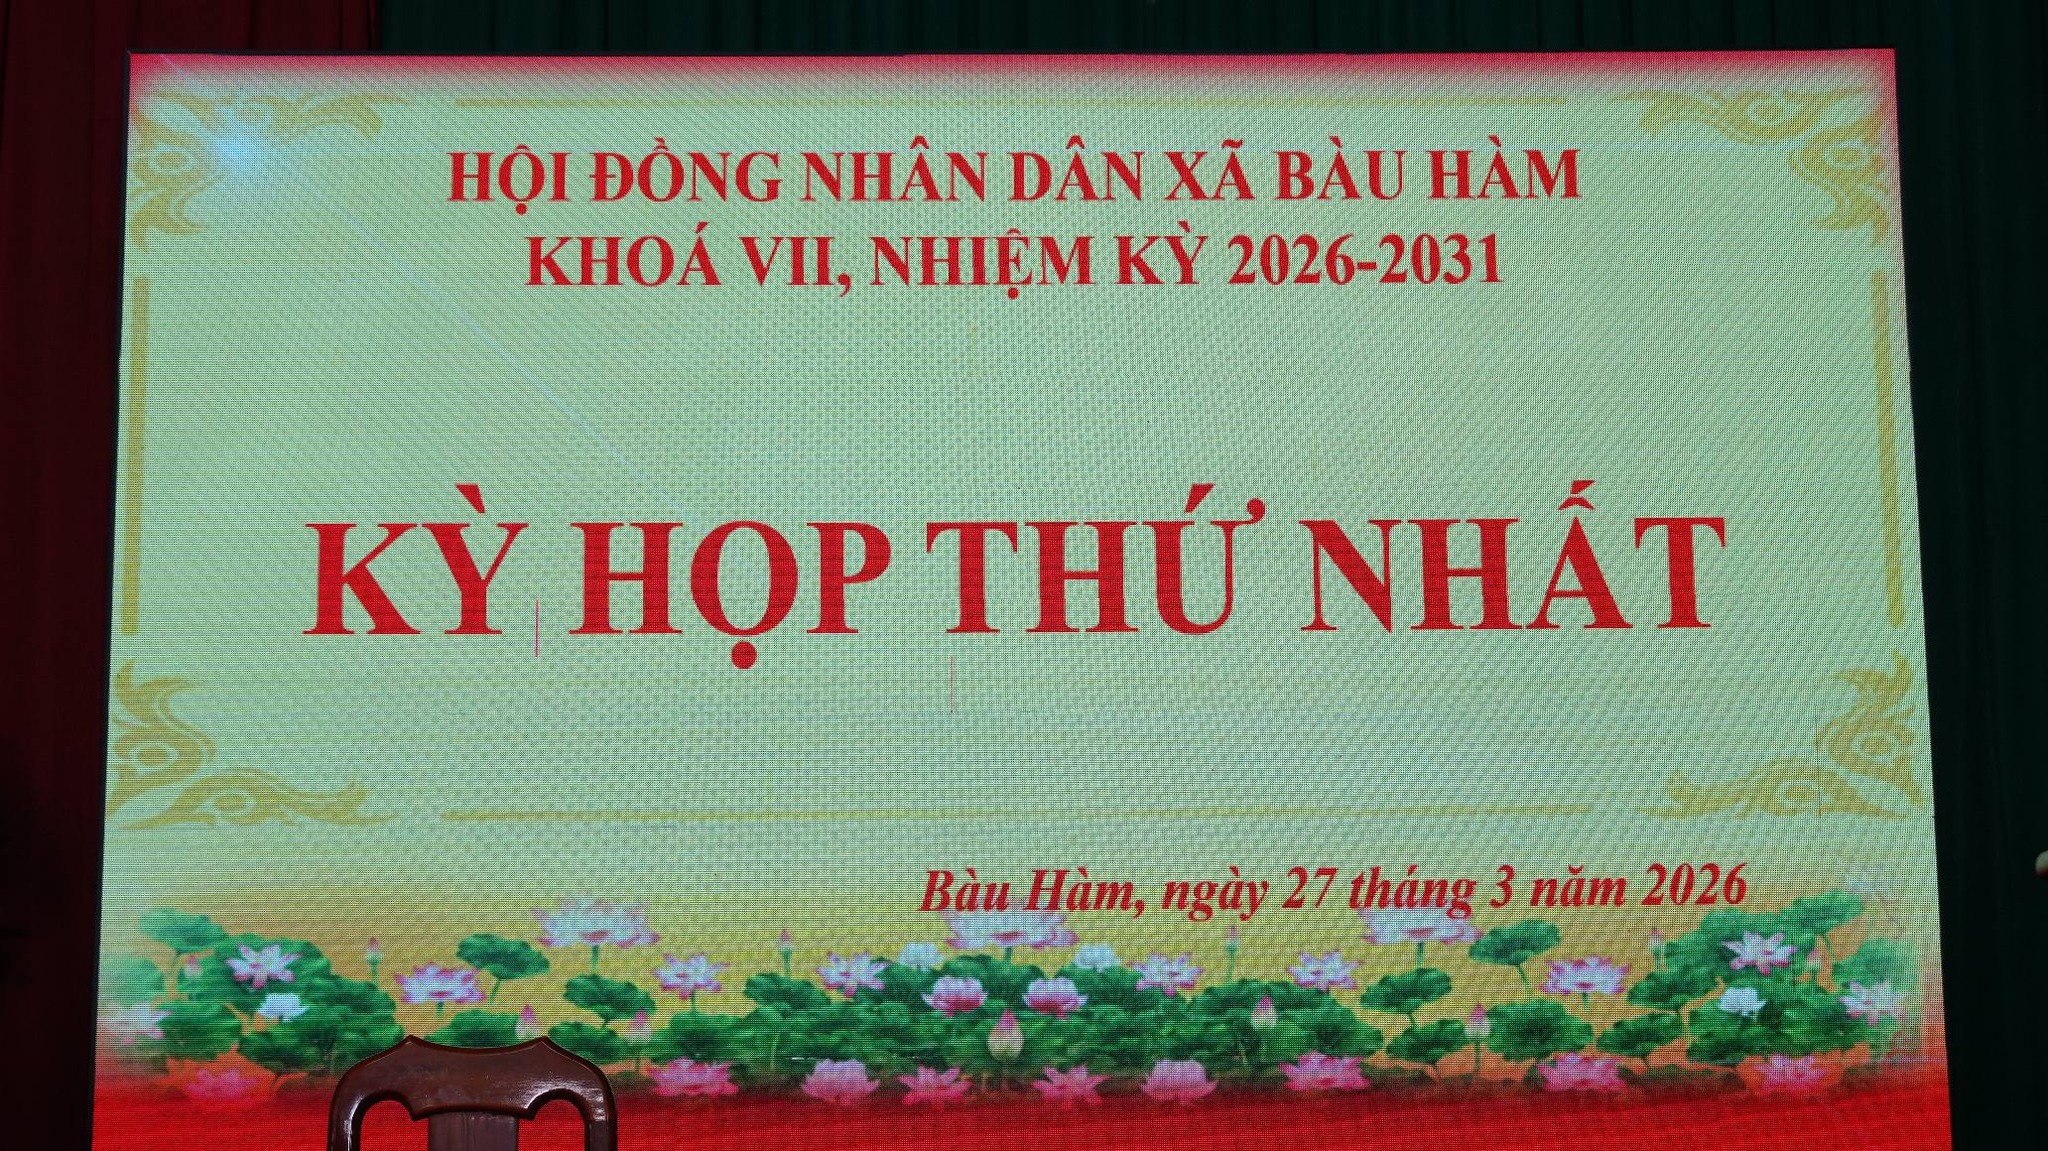 HỘI ĐỒNG NHÂN DÂN XÃ BÀU HÀM
KHOÁ VII, NHIỆM KỲ 2026-2031
KỲ HỌP THỨ NHẤT
Bàu Hàm, ngày 27 tháng 3 năm 2026